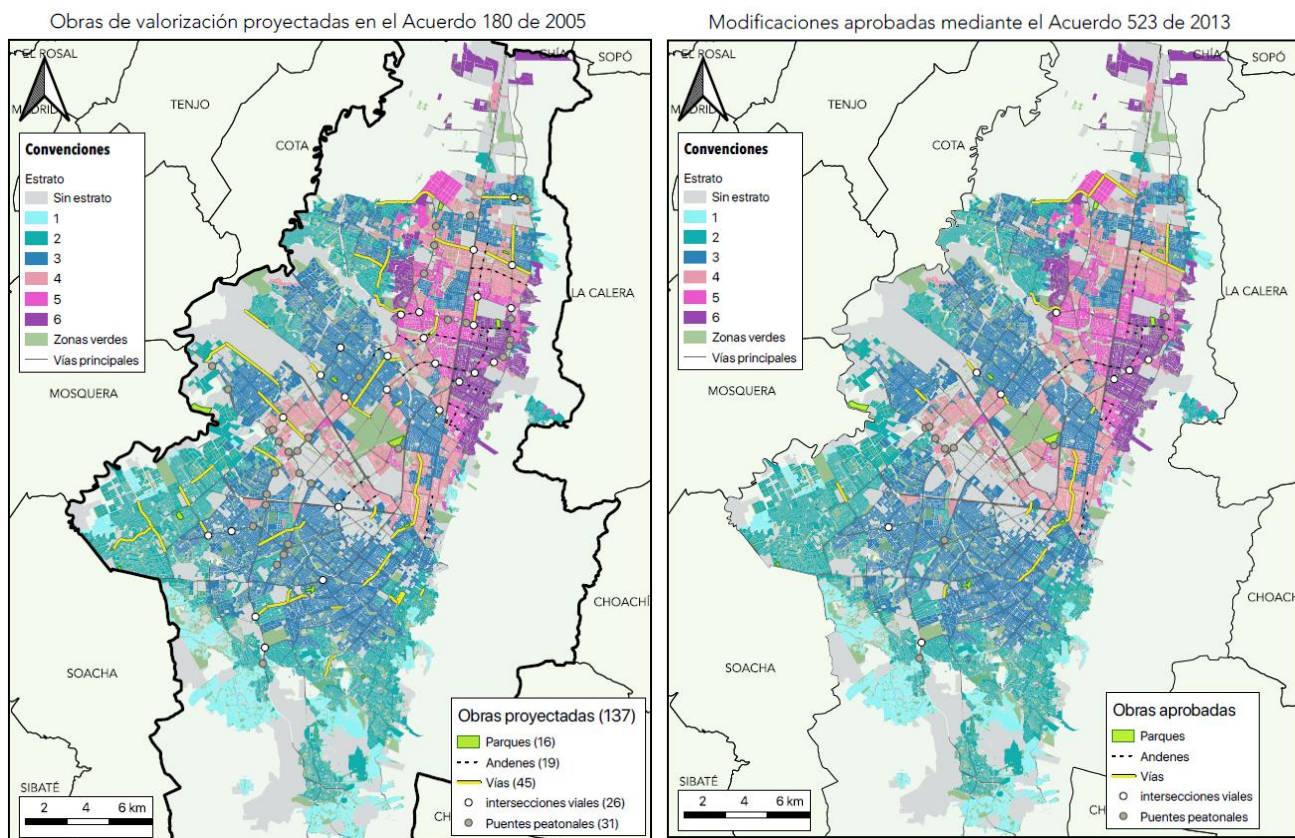 Obras de valorización proyectadas en el Acuerdo 180 de 2005
EL ROSAL
CHÍA
SOPÓ
MADRID
TENJO
COTA
Convenciones
Estrato
Sin estrato
1
2
3
4
5
6
Zonas verdes
Vías principales
LA CALERA
MOSQUERA
CHOACHÍ
SOACHA
SIBATÉ
2 4 6 km
Obras proyectadas (137)
Parques (16)
Andenes (19)
Vías (45)
intersecciones viales (26)
Puentes peatonales (31)
CH
Modificaciones aprobadas mediante el Acuerdo 523 de 2013
EL ROSAL
CHÍA
SOPÓ
MADRID
TENJO
COTA
Convenciones
Estrato
Sin estrato
1
2
3
4
5
6
Zonas verdes
Vías principales
LA CALERA
MOSQUERA
CHOACH
SOACHA
SIBATÉ
2 4 6 km
Obras aprobadas
Parques
Andenes
Vías
intersecciones viales
Puentes peatonales